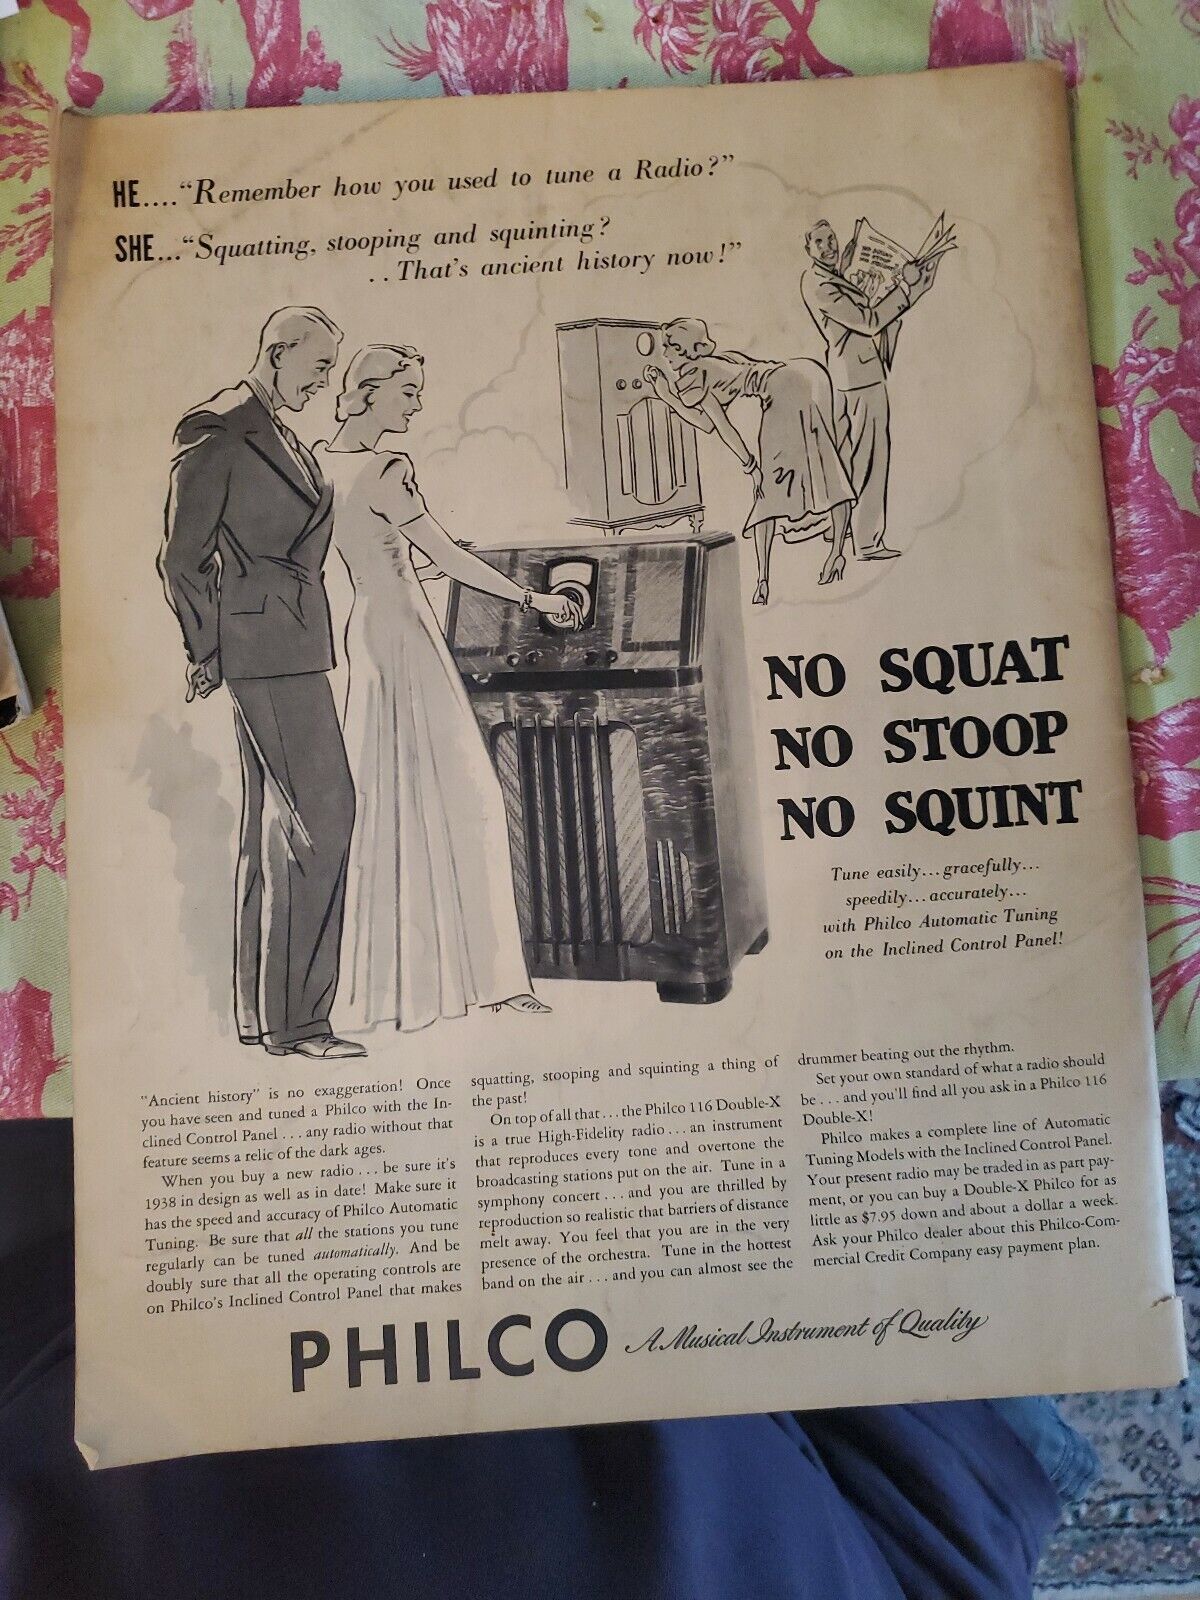 HE...."Remember how you used to tune a Radio?"
SHE..."Squatting, stooping and squinting?
..That's ancient history now!"
NO SQUAT
NO STOOP
NO SQUINT
Tune easily...gracefully...
speedily...accurately...
with Philco Automatic Tuning
on the Inclined Control Panel!
"Ancient history" is no exaggeration! Once
you have seen and tuned a Philco with the In-
clined Control Panel...any radio without that
feature seems a relic of the dark ages.
When you buy a new radio...be sure it's
1938 in design as well as in date! Make sure it
has the speed and accuracy of Philco Automatic
Tuning. Be sure that all the stations you tune
regularly can be tuned automatically. And be
doubly sure that all the operating controls are
on Philco's Inclined Control Panel that makes
squatting, stooping and squinting a thing of
the past!
On top of all that...the Philco 116 Double-X
is a true High-Fidelity radio...an instrument
that reproduces every tone and overtone the
broadcasting stations put on the air. Tune in a
symphony concert...and you are thrilled by
reproduction so realistic that barriers of distance
melt away. You feel that you are in the very
presence of the orchestra. Tune in the hottest
band on the air...and you can almost see the
drummer beating out the rhythm.
Set your own standard of what a radio should
be...and you'll find all you ask in a Philco 116
Double-X!
Philco makes a complete line of Automatic
Tuning Models with the Inclined Control Panel.
Your present radio may be traded in as part pay-
ment, or you can buy a Double-X Philco for as
little as $7.95 down and about a dollar a week.
Ask your Philco dealer about this Philco-Com-
mercial Credit Company easy payment plan.
PHILCO A Musical Instrument of Quality